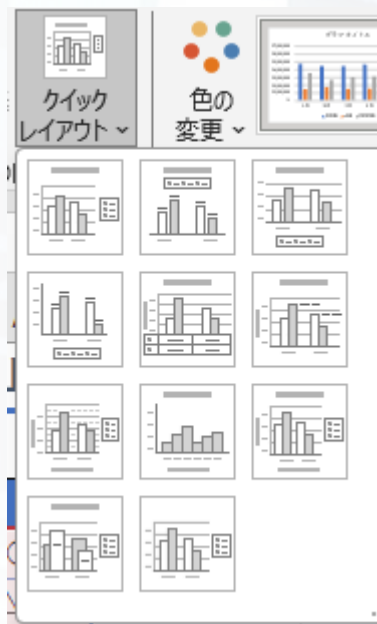 クイック
レイアウト
色の
変更
グラフ タイトル